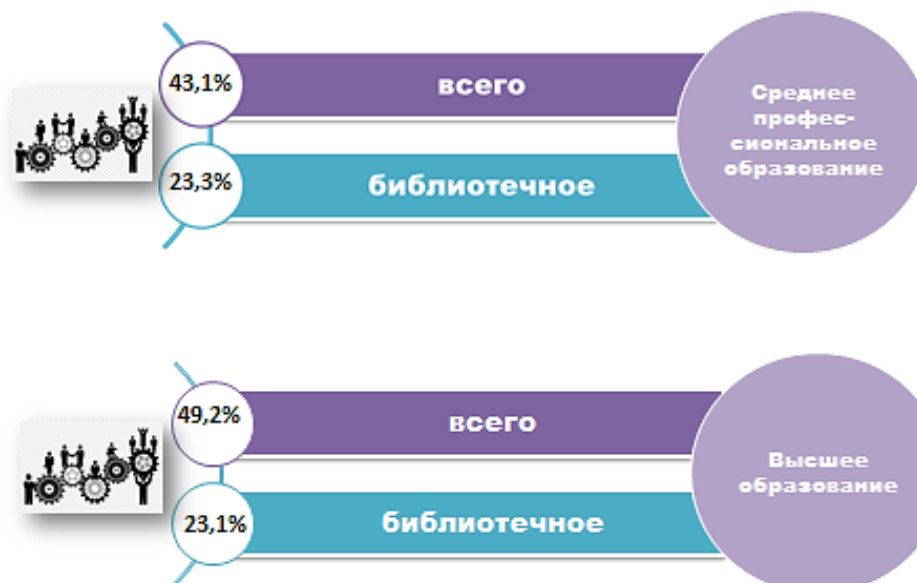 43,1%
всего
23,3%
библиотечное
Среднее
профес-
сиональное
образование
49,2%
всего
23,1%
библиотечное
Высшее
образование